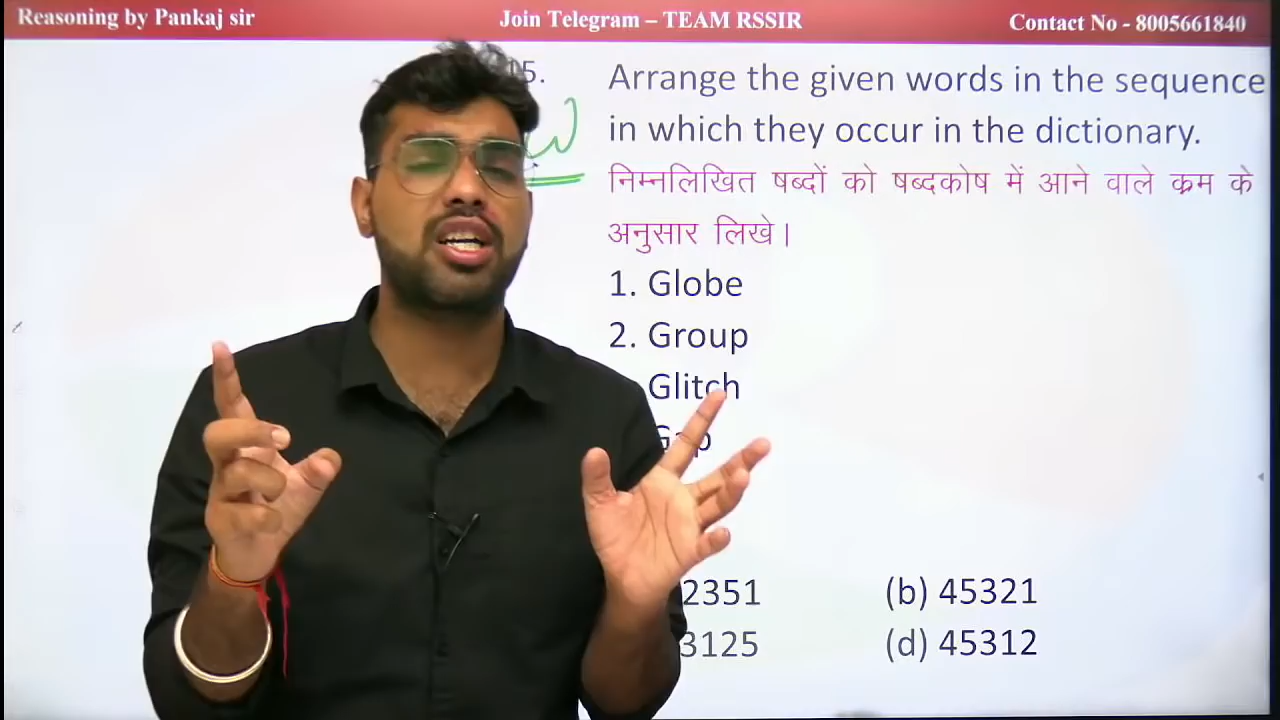 Reasoning by Pankaj sir
Join Telegram – TEAM RSSIR
Contact No - 8005661840
15.
Arrange the given words in the sequence
in which they occur in the dictionary.
निम्नलिखित षब्दों को षब्दकोष में आने वाले क्रम के
अनुसार लिखे।
1. Globe
2. Group
Glitch
Gap
2351
(b) 45321
3125
(d) 45312